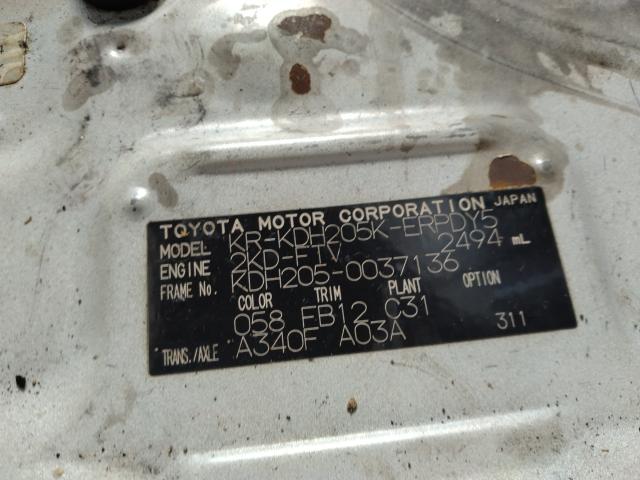 TOYOTA MOTOR CORPORATION JAPAN
MODEL KR-KDH205K-ERPDY5
ENGINE 2KD-FTV 2494 mL
FRAME No. KDH205-0037136
COLOR TRIM PLANT OPTION
058 FB12 C31
TRANS./AXLE A340F A03A 311